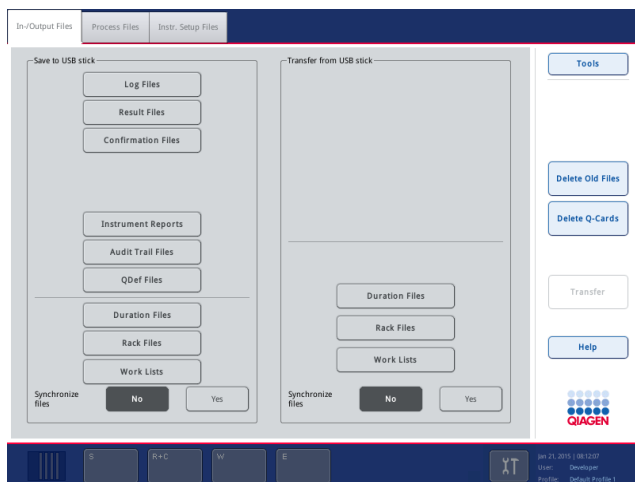 In-/Output Files
Process Files
Instr. Setup Files
Save to USB stick
Log Files
Result Files
Confirmation Files
Instrument Reports
Audit Trail Files
QDef Files
Duration Files
Rack Files
Work Lists
Synchronize files
No
Yes
Transfer from USB stick
Duration Files
Rack Files
Work Lists
Synchronize files
No
Yes
Tools
Delete Old Files
Delete Q-Cards
Transfer
Help
QIAGEN
S
R+C
W
E
Jan 21, 2015 | 08:12:07
User: Developer
Profile: Default Profile 1